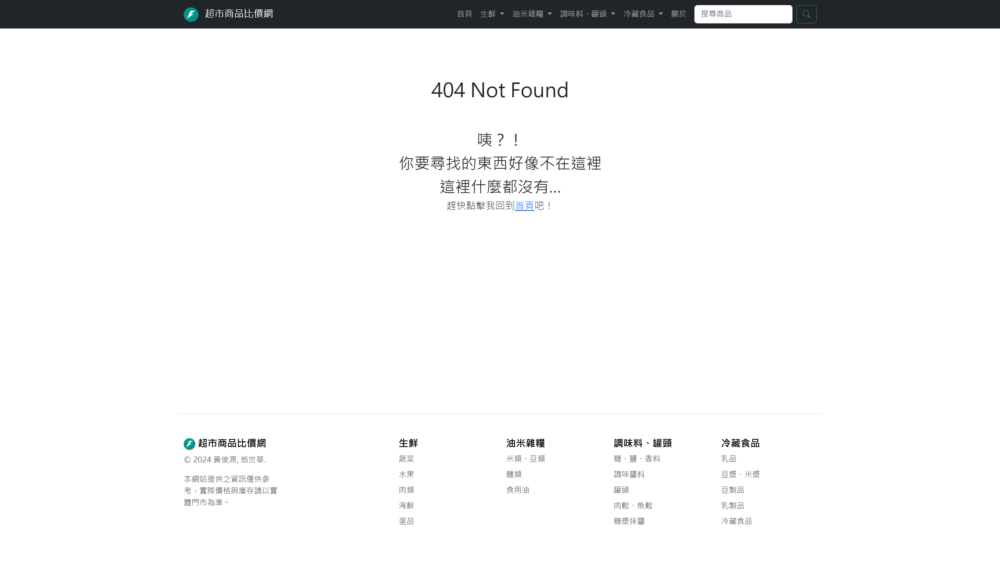 超市商品比價網
首頁 生鮮 油米雜糧 調味料、罐頭 冷藏食品 關於 搜尋商品
404 Not Found
咦？！
你要尋找的東西好像不在這裡
這裡什麼都沒有...
趕快點擊我回到首頁吧！
超市商品比價網
© 2024 黃俊源, 翁世華.
本網站提供之資訊僅供參
考，實際價格與庫存請以實
體門市為準。
生鮮
蔬菜
水果
肉類
海鮮
蛋品
油米雜糧
米類、豆類
麵類
食用油
調味料、罐頭
糖、鹽、香料
調味醬料
罐頭
肉鬆、魚鬆
糖漿抹醬
冷藏食品
乳品
豆漿、米漿
豆製品
乳製品
冷藏食品